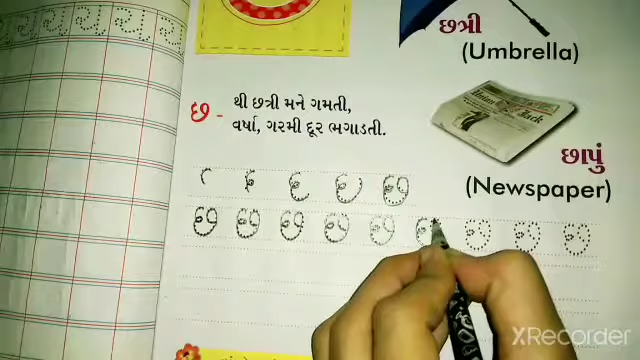 છત્રી
(Umbrella)
છ - થી છત્રી મને ગમતી,
વર્ષા, ગરમી દૂર ભગાડતી.
છાપું
(Newspaper)
છ
છ છ છ છ છ છ છ છ છ
XRecorder